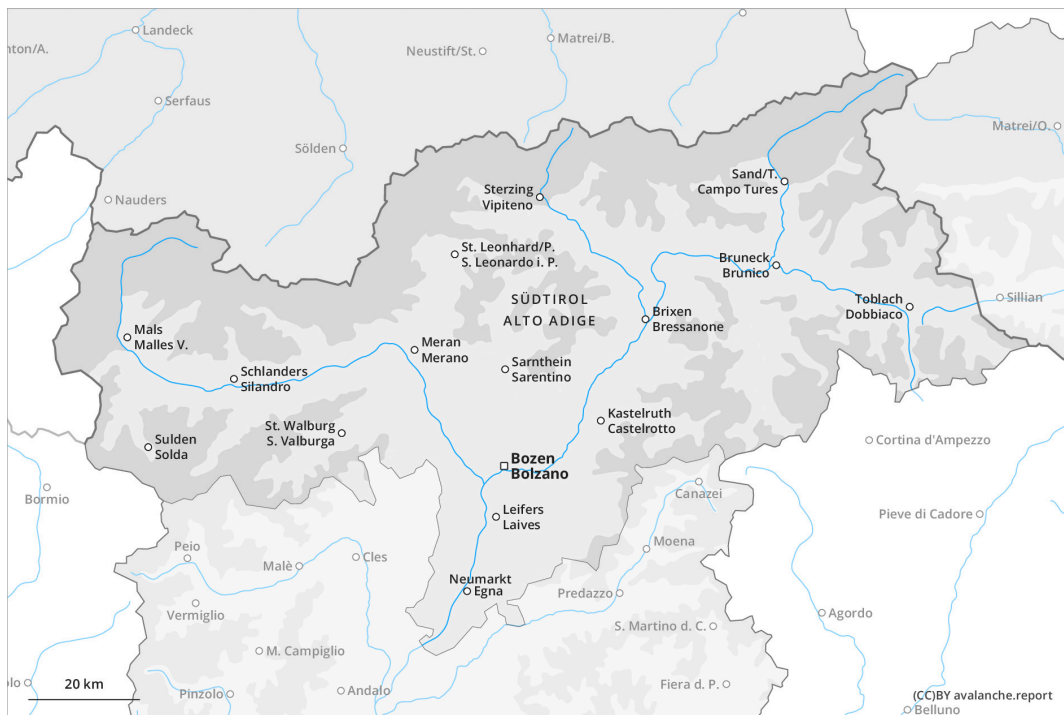 Landeck
Matrei/B.
Neustift/St.
nton/A.
Serfaus
Matrei/O.
Sölden
Sand/T.
Campo Tures
Sterzing
Vipiteno
Nauders
St. Leonhard/P.
S. Leonardo i. P.
Bruneck
Brunico
SÜDTIROL
ALTO ADIGE
Toblach
Dobbiaco
Sillian
Brixen
Bressanone
Mals
Malles V.
Meran
Merano
Sarnthein
Sarentino
Schlanders
Silandro
Kastelruth
Castelrotto
St. Walburg
S. Valburga
Sulden
Solda
Cortina d'Ampezzo
Bozen
Bolzano
Bormio
Canazei
Leifers
Laives
Pieve di Cadore
Moena
Peio
Cles
Malè
Neumarkt
Egna
Predazzo
Vermiglio
Agordo
S. Martino d. C.
M. Campiglio
olo
20 km
Pinzolo
Andalo
Fiera d. P.
(CC)BY avalanche.report
Belluno